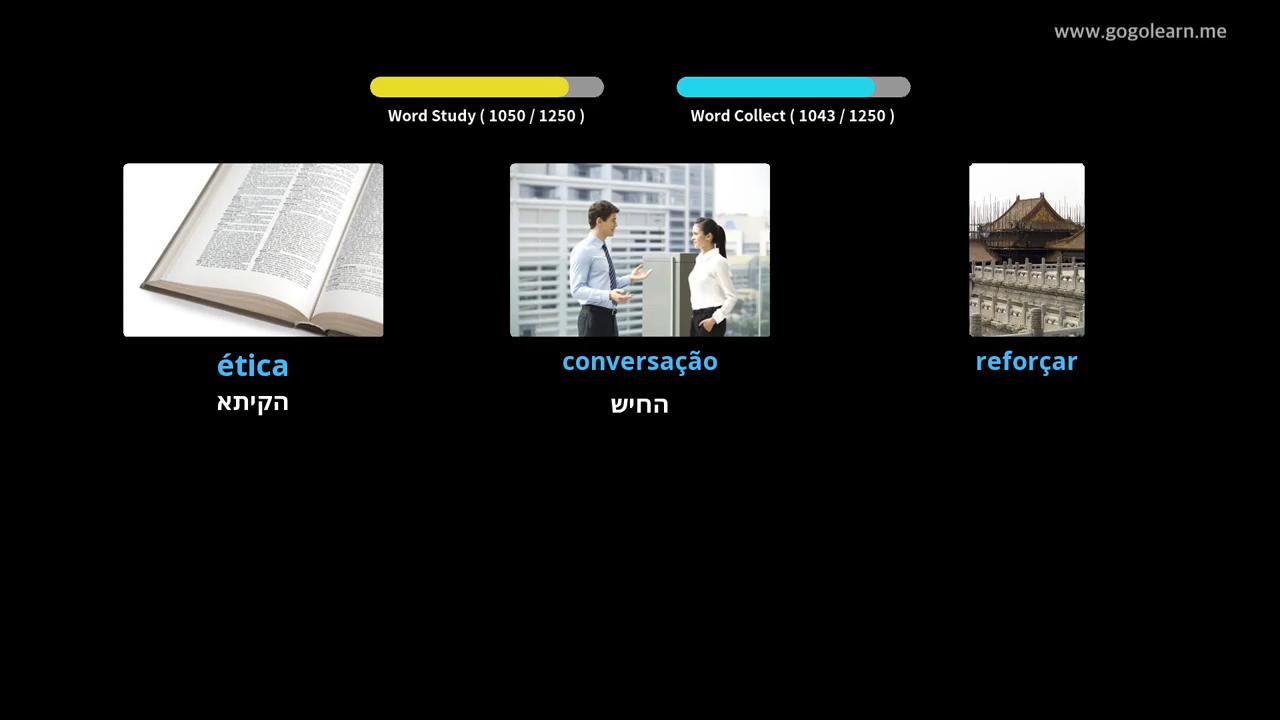 www.gogolearn.me
Word Study ( 1050 / 1250 )
Word Collect ( 1043 / 1250 )
ética
הקיתא
conversação
החיש
reforçar